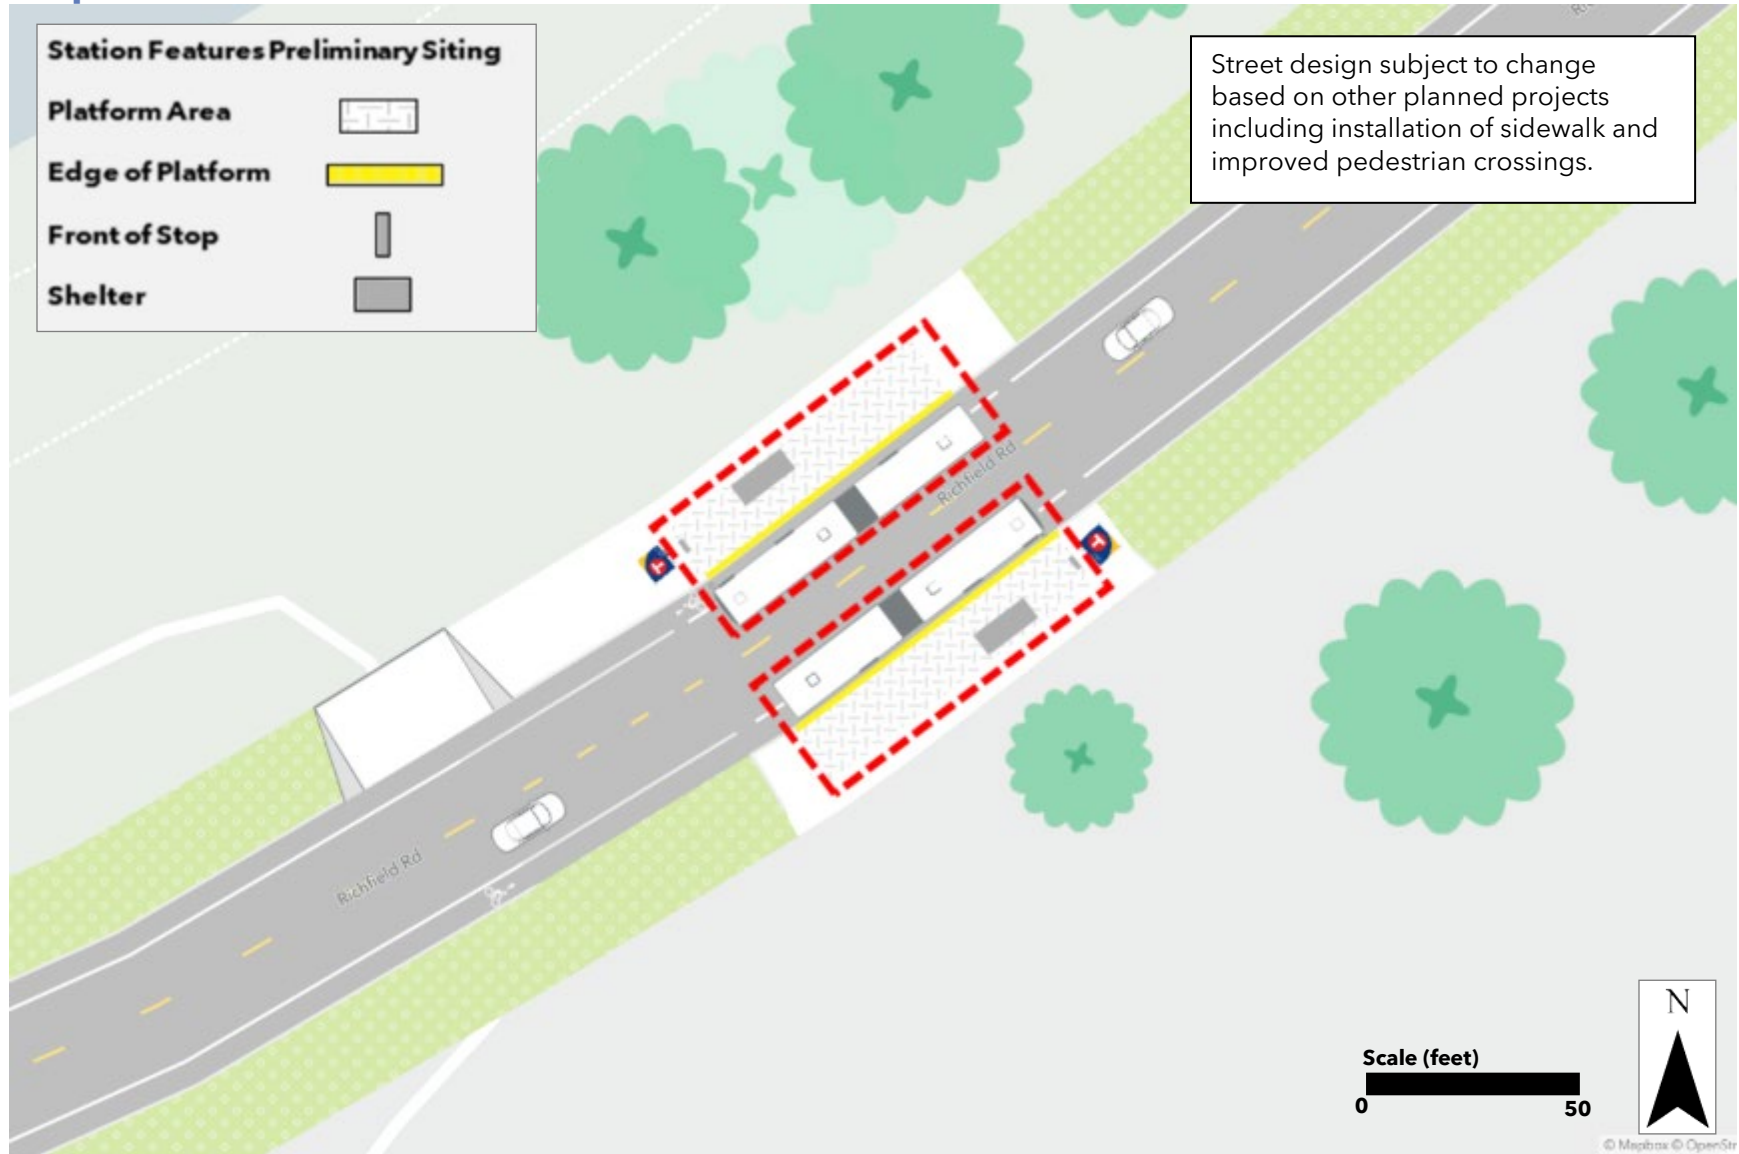 Station Features Preliminary Siting
Platform Area
Edge of Platform
Front of Stop
Shelter
Street design subject to change
based on other planned projects
including installation of sidewalk and
improved pedestrian crossings.
Richfield Rd
Richfield Rd
T
T
Scale (feet)
0 50
N
© Mapbox © OpenStr